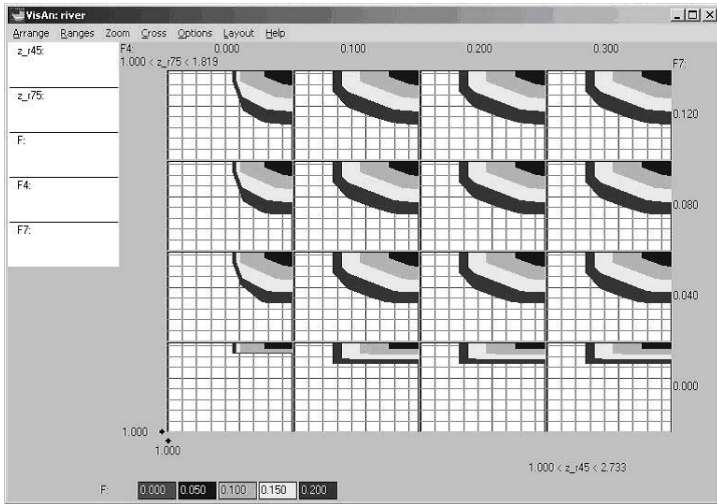 VisAn: river
Arrange Ranges Zoom Cross Options Layout Help
z_r45:
z_r75:
F:
F4:
F7:
F4: 0.000 0.100 0.200 0.300
1.000 < z_r75 < 1.819
F7:
0.120
0.080
0.040
0.000
1.000
1.000
1.000 < z_r45 < 2.733
F: 0.000 0.050 0.100 0.150 0.200